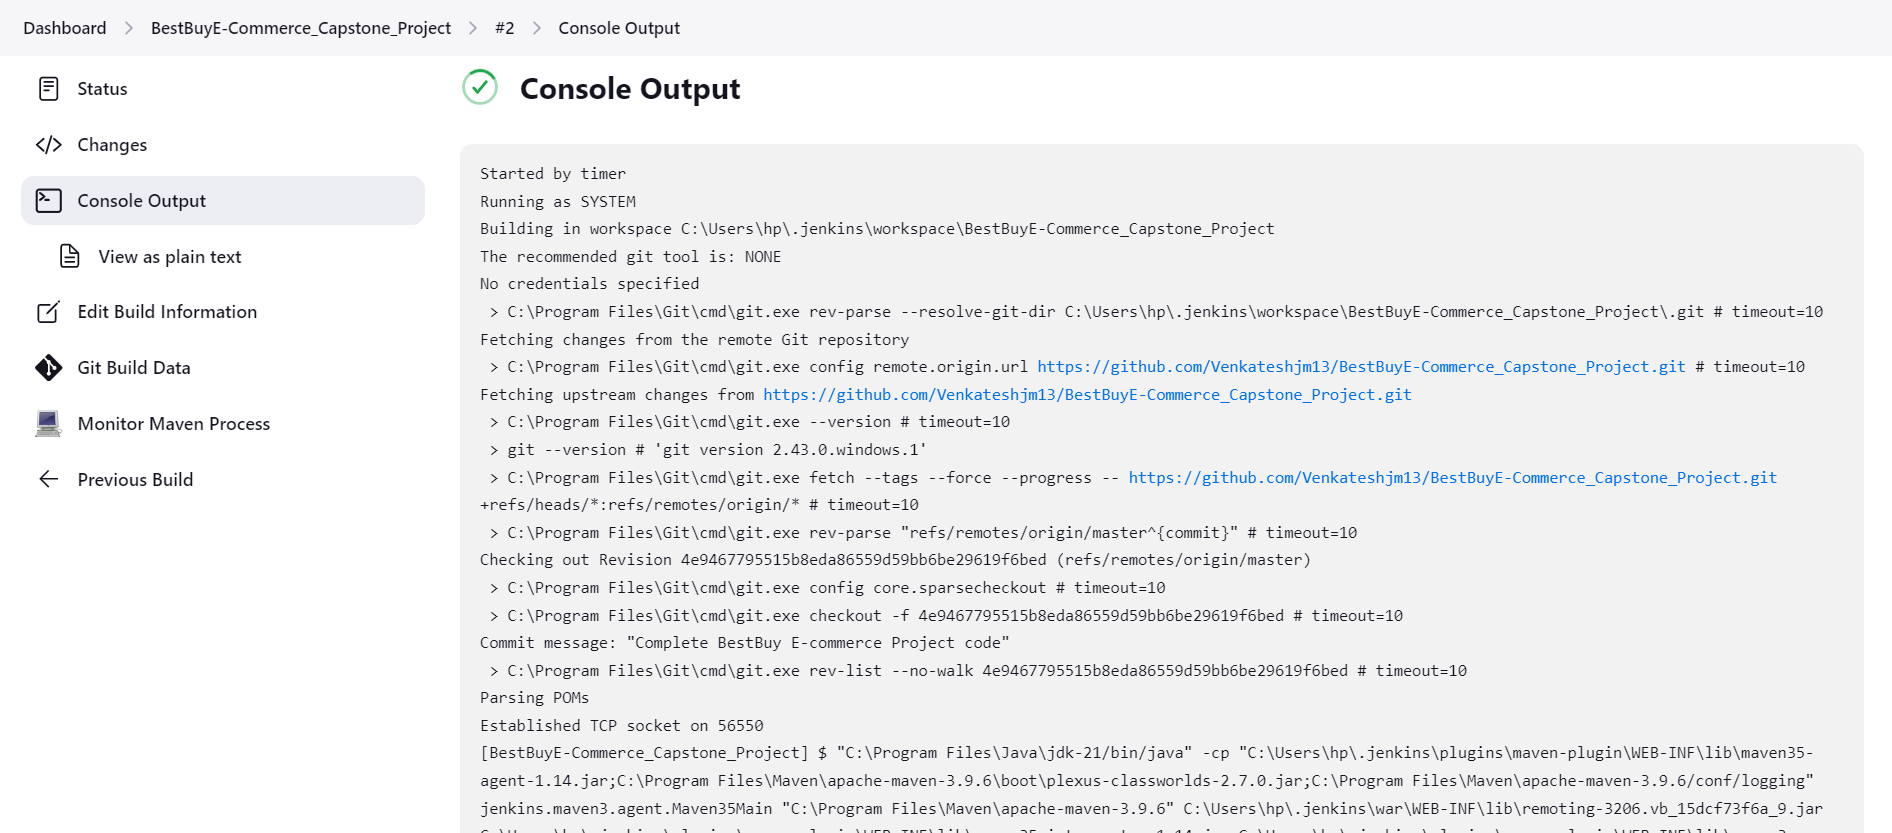 Dashboard > BestBuyE-Commerce_Capstone_Project > #2 > Console Output
Status
Changes
Console Output
View as plain text
Edit Build Information
Git Build Data
Monitor Maven Process
Previous Build
Console Output
Started by timer
Running as SYSTEM
Building in workspace C:\Users\hp\.jenkins\workspace\BestBuyE-Commerce_Capstone_Project
The recommended git tool is: NONE
No credentials specified
 > C:\Program Files\Git\cmd\git.exe rev-parse --resolve-git-dir C:\Users\hp\.jenkins\workspace\BestBuyE-Commerce_Capstone_Project\.git # timeout=10
Fetching changes from the remote Git repository
 > C:\Program Files\Git\cmd\git.exe config remote.origin.url https://github.com/Venkateshjm13/BestBuyE-Commerce_Capstone_Project.git # timeout=10
Fetching upstream changes from https://github.com/Venkateshjm13/BestBuyE-Commerce_Capstone_Project.git
 > C:\Program Files\Git\cmd\git.exe --version # timeout=10
 > git --version # 'git version 2.43.0.windows.1'
 > C:\Program Files\Git\cmd\git.exe fetch --tags --force --progress -- https://github.com/Venkateshjm13/BestBuyE-Commerce_Capstone_Project.git
+refs/heads/*:refs/remotes/origin/* # timeout=10
 > C:\Program Files\Git\cmd\git.exe rev-parse "refs/remotes/origin/master^{commit}" # timeout=10
Checking out Revision 4e9467795515b8eda86559d59bb6be29619f6bed (refs/remotes/origin/master)
 > C:\Program Files\Git\cmd\git.exe config core.sparsecheckout # timeout=10
 > C:\Program Files\Git\cmd\git.exe checkout -f 4e9467795515b8eda86559d59bb6be29619f6bed # timeout=10
Commit message: "Complete BestBuy E-commerce Project code"
 > C:\Program Files\Git\cmd\git.exe rev-list --no-walk 4e9467795515b8eda86559d59bb6be29619f6bed # timeout=10
Parsing POMs
Established TCP socket on 56550
[BestBuyE-Commerce_Capstone_Project] $ "C:\Program Files\Java\jdk-21/bin/java" -cp "C:\Users\hp\.jenkins\plugins\maven-plugin\WEB-INF\lib\maven35-
agent-1.14.jar;C:\Program Files\Maven\apache-maven-3.9.6\boot\plexus-classworlds-2.7.0.jar;C:\Program Files\Maven\apache-maven-3.9.6/conf/logging"
jenkins.maven3.agent.Maven35Main "C:\Program Files\Maven\apache-maven-3.9.6" C:\Users\hp\.jenkins\war\WEB-INF\lib\remoting-3206.vb_15dcf73f6a_9.jar